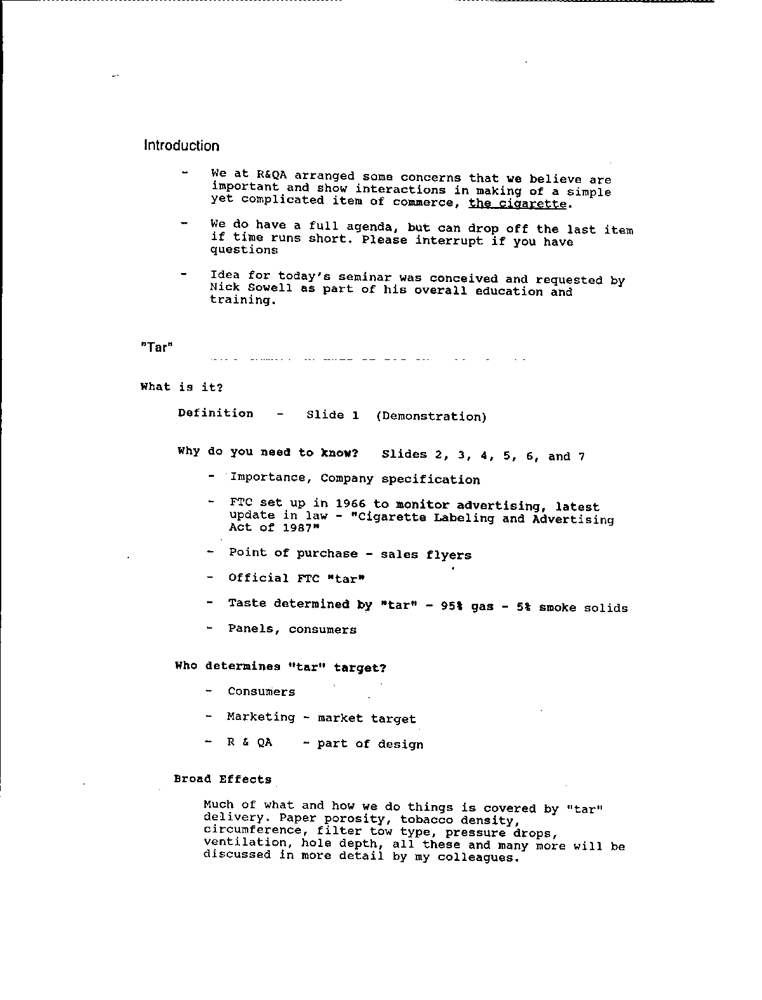 Introduction
- We at R&QA arranged some concerns that we believe are
important and show interactions in making of a simple
yet complicated item of commerce, the cigarette.
- We do have a full agenda, but can drop off the last item
if time runs short. Please interrupt if you have
questions
- Idea for today's seminar was conceived and requested by
Nick Sowell as part of his overall education and
training.
"Tar"
What is it?
Definition - Slide 1 (Demonstration)
Why do you need to know? Slides 2, 3, 4, 5, 6, and 7
- Importance, Company specification
- FTC set up in 1966 to monitor advertising, latest
update in law - "Cigarette Labeling and Advertising
Act of 1987"
- Point of purchase - sales flyers
- Official FTC "tar"
- Taste determined by "tar" - 95% gas - 5% smoke solids
- Panels, consumers
Who determines "tar" target?
- Consumers
- Marketing - market target
- R & QA - part of design
Broad Effects
Much of what and how we do things is covered by "tar"
delivery. Paper porosity, tobacco density,
circumference, filter tow type, pressure drops,
ventilation, hole depth, all these and many more will be
discussed in more detail by my colleagues.